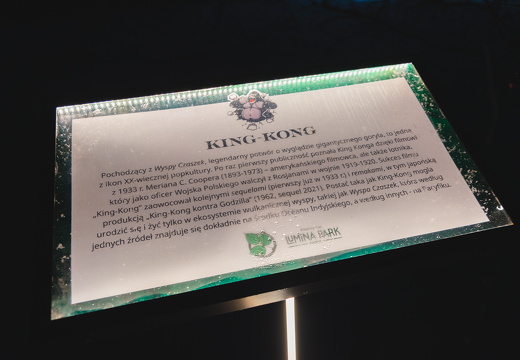 KING-KONG
Pochodzący z Wyspy Czaszek, legendarny potwór o wyglądzie gigantycznego goryla, to jedna
z ikon XX-wiecznej popkultury. Po raz pierwszy publiczność poznała King Konga dzięki filmowi
z 1933 r. Meriana C. Coopera (1893-1973) – amerykańskiego filmowca, ale także lotnika,
który jako oficer Wojska Polskiego walczył z Rosjanami w wojnie 1919-1920. Sukces filmu
„King-Kong” zaowocował kolejnymi sequelami (pierwszy już w 1933 r.) i remakami, w tym japońską
produkcją „King-Kong kontra Godzilla” (1962, sequel 2021). Postać taka jak King-Kong mogła
urodzić się i żyć tylko w ekosystemie wulkanicznej wyspy, takiej jak Wyspa Czaszek, która według
jednych źródeł znajduje się dokładnie na środku Oceanu Indyjskiego, a według innych - na Pacyfiku.
LUMINA PARK